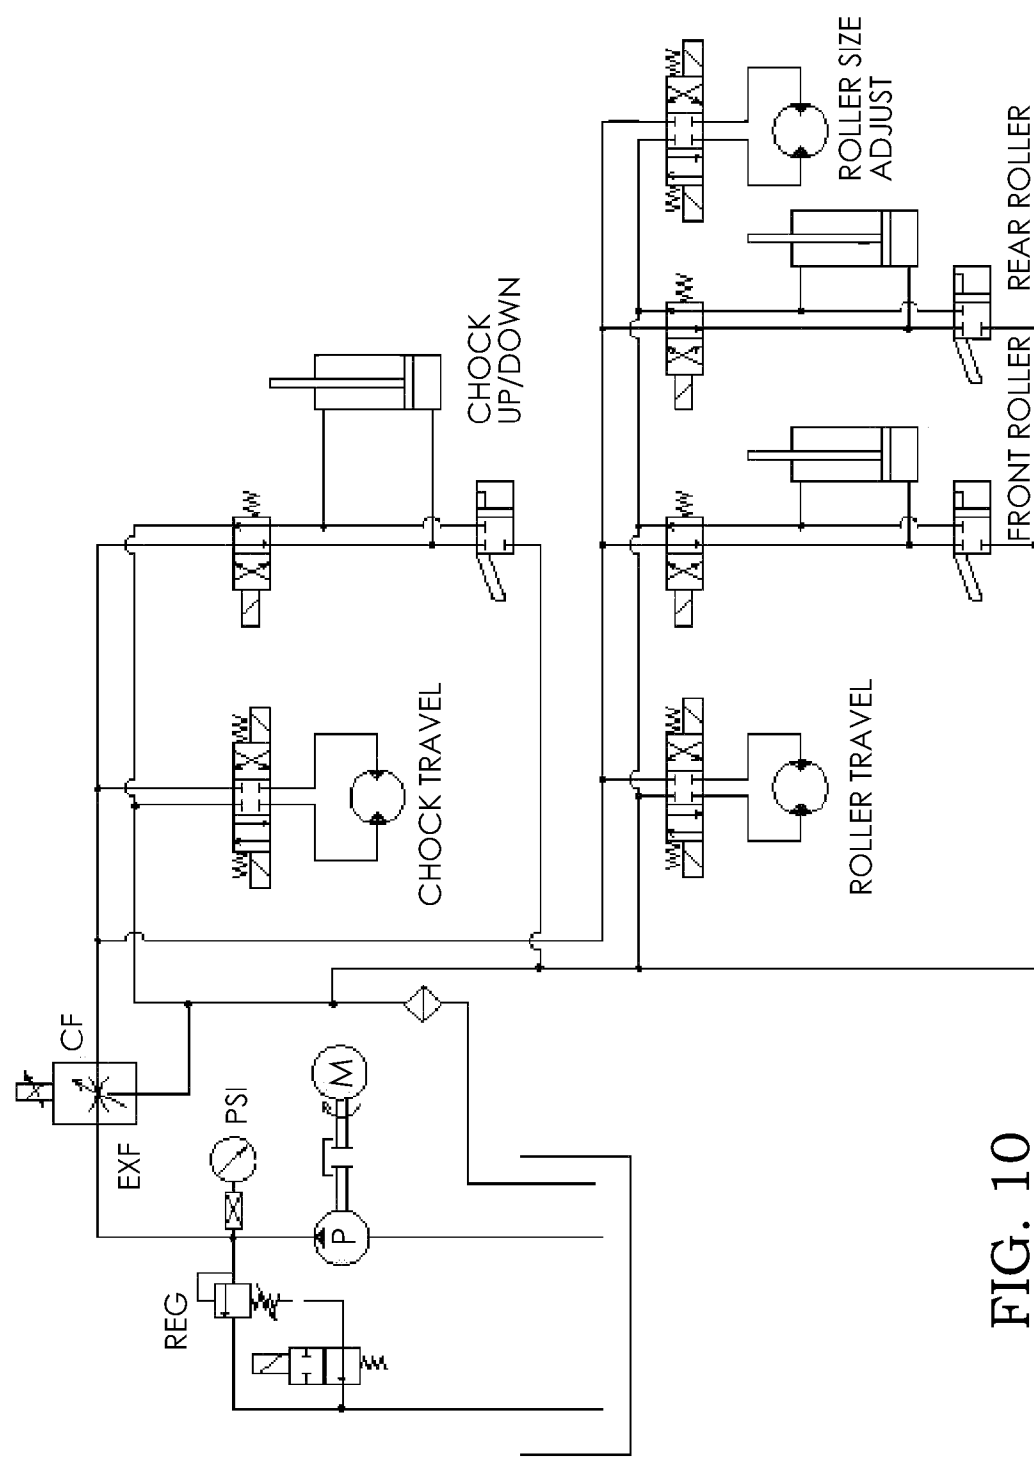 REG
EXF
CF
PSI
P
M
CHOCK TRAVEL
CHOCK
UP/DOWN
ROLLER TRAVEL
FRONT ROLLER
REAR ROLLER
ROLLER SIZE
ADJUST
FIG. 10